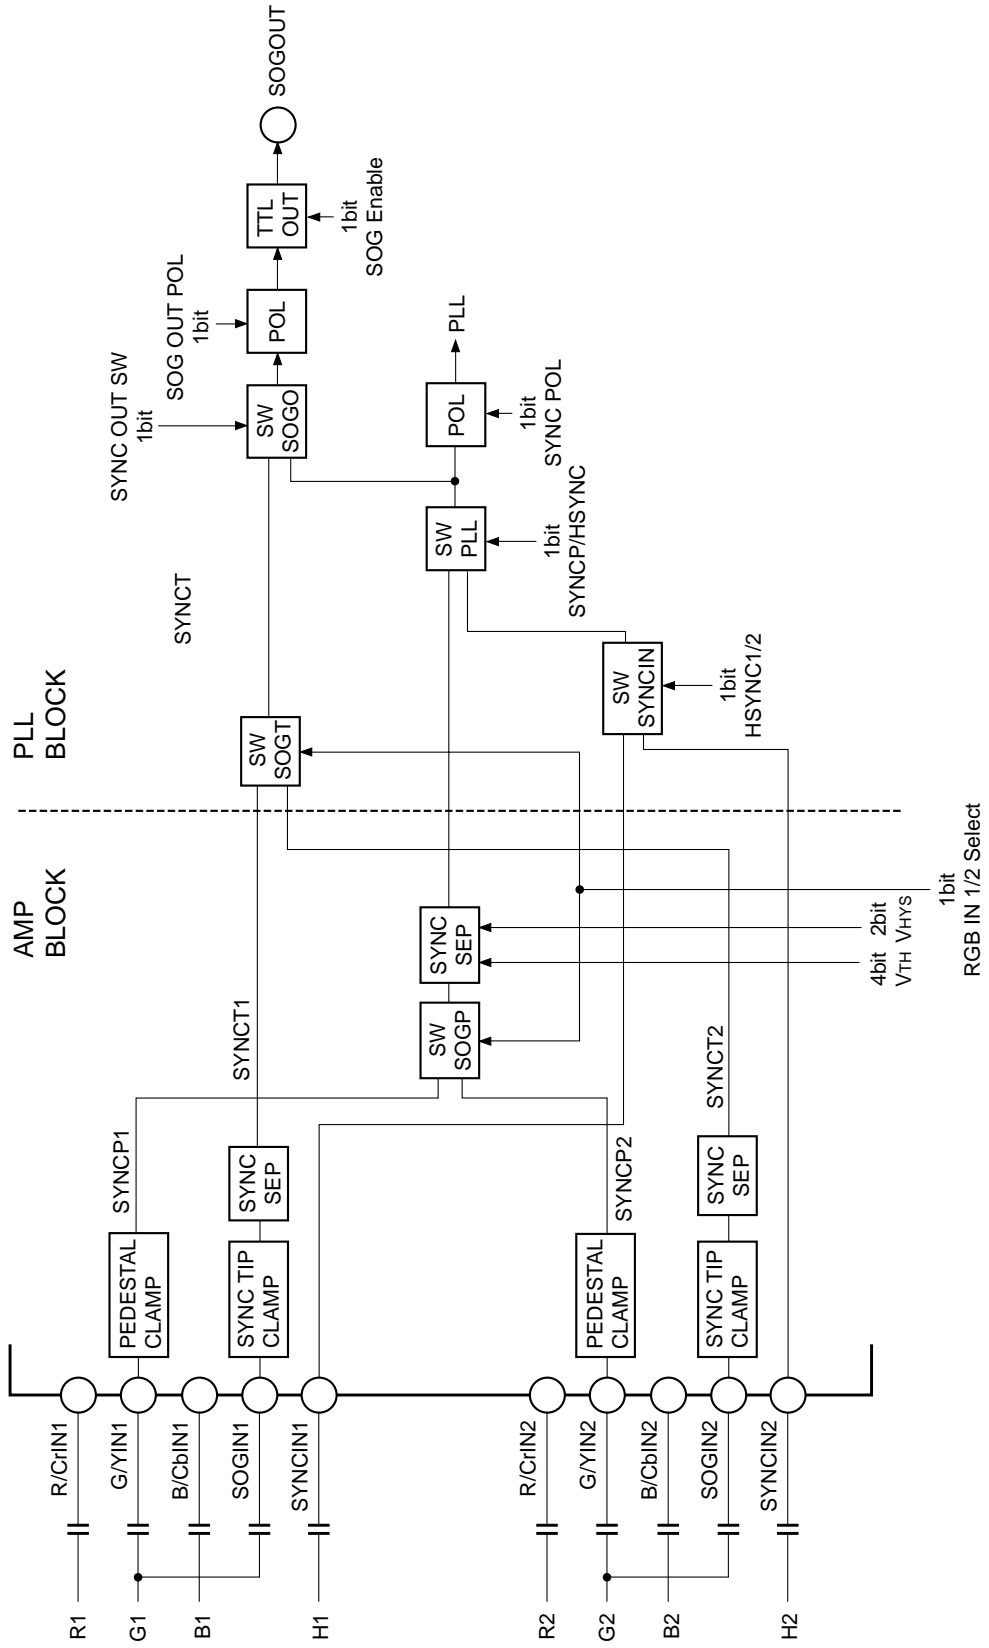 AMP
BLOCK
PLL
BLOCK
R1
R/CrIN1
G1
G/YIN1
PEDESTAL
CLAMP
SYNCP1
B1
B/CbIN1
SOGIN1
SYNC TIP
CLAMP
SYNC
SEP
SYNCT1
H1
SYNCIN1
SW
SOGT
SYNCT
SYNC OUT SW
1bit
SW
SOGO
SOG OUT POL
1bit
POL
TTL
OUT
1bit
SOG Enable
SOGOUT
SW
SOGP
SYNC
SEP
SW
PLL
1bit
SYNCP/HSYNC
POL
1bit
SYNC POL
PLL
SW
SYNCIN
1bit
HSYNC1/2
R2
R/CrIN2
G2
G/YIN2
PEDESTAL
CLAMP
SYNCP2
B2
B/CbIN2
SOGIN2
SYNC TIP
CLAMP
SYNC
SEP
SYNCT2
H2
SYNCIN2
4bit 2bit
VTH VHYS
1bit
RGB IN 1/2 Select